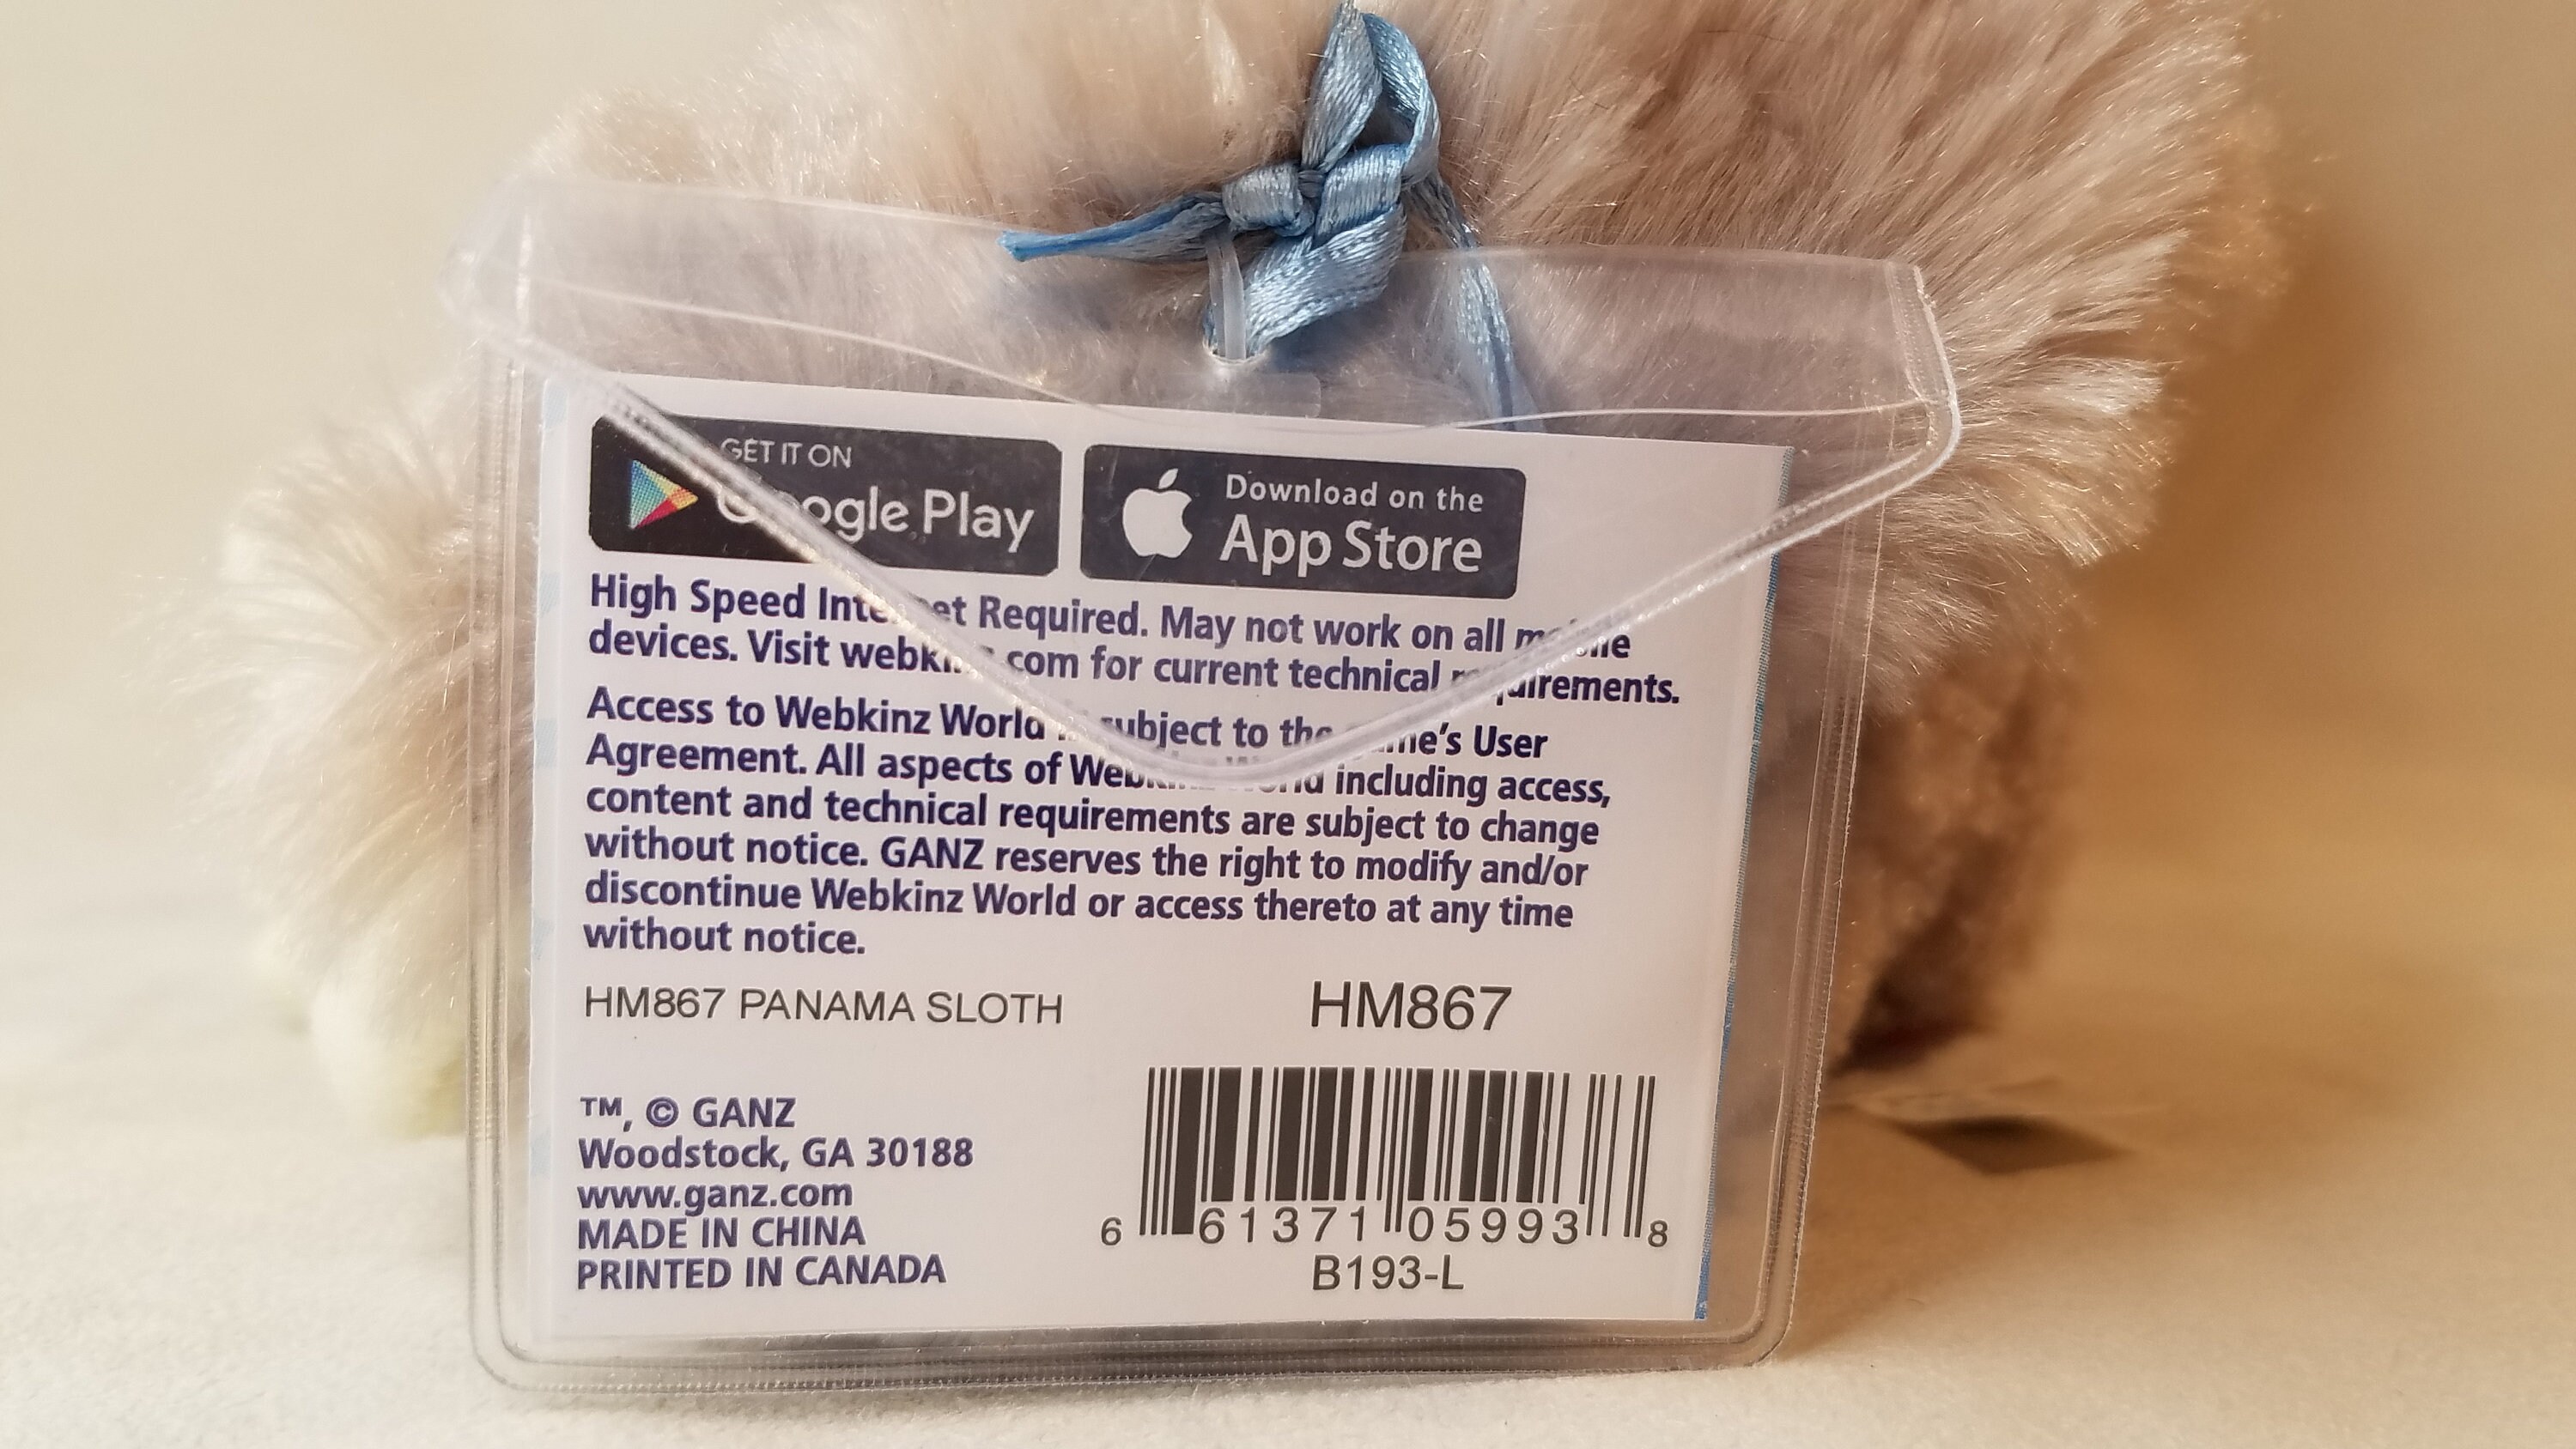 GET IT ON
Google Play
Download on the
App Store
High Speed Internet Required. May not work on all mobile
devices. Visit webkinz.com for current technical requirements.
Access to Webkinz World is subject to the game's User
Agreement. All aspects of Webkinz World including access,
content and technical requirements are subject to change
without notice. GANZ reserves the right to modify and/or
discontinue Webkinz World or access thereto at any time
without notice.
HM867 PANAMA SLOTH
HM867
™, © GANZ
Woodstock, GA 30188
www.ganz.com
MADE IN CHINA
PRINTED IN CANADA
6 61371 05993 8
B193-L